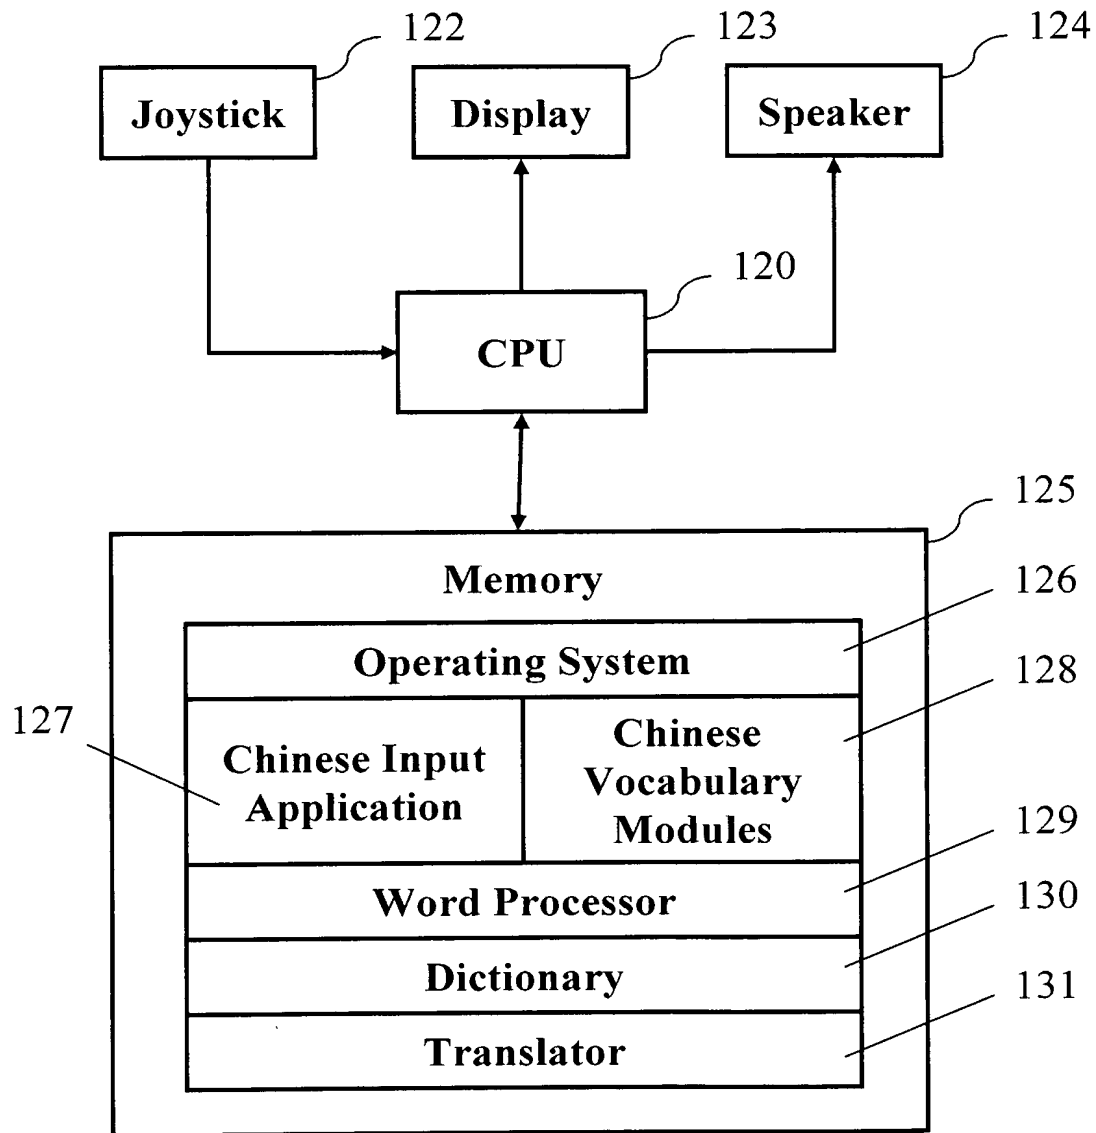 122
123
124
Joystick
Display
Speaker
120
CPU
125
Memory
126
Operating System
128
127
Chinese Input
Application
Chinese
Vocabulary
Modules
129
Word Processor
130
Dictionary
131
Translator